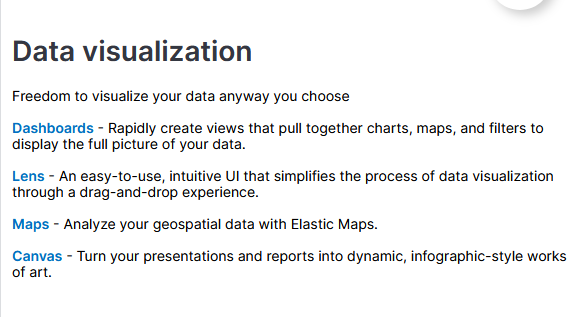 Data visualization
Freedom to visualize your data anyway you choose
Dashboards - Rapidly create views that pull together charts, maps, and filters to
display the full picture of your data.
Lens - An easy-to-use, intuitive UI that simplifies the process of data visualization
through a drag-and-drop experience.
Maps - Analyze your geospatial data with Elastic Maps.
Canvas - Turn your presentations and reports into dynamic, infographic-style works
of art.